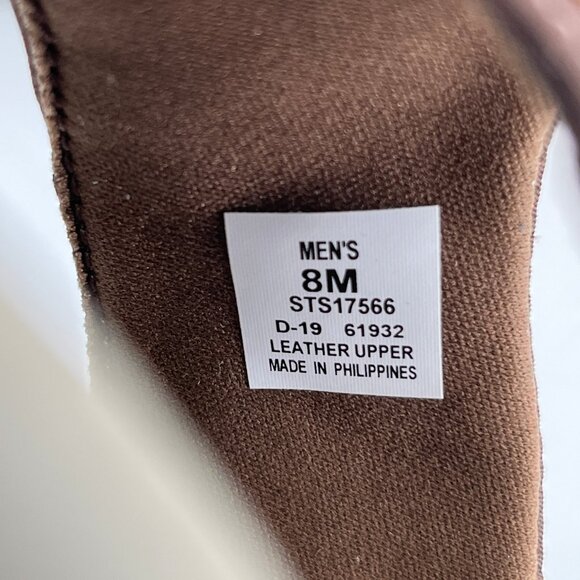 MEN'S
8M
STS17566
D-19 61932
LEATHER UPPER
MADE IN PHILIPPINES